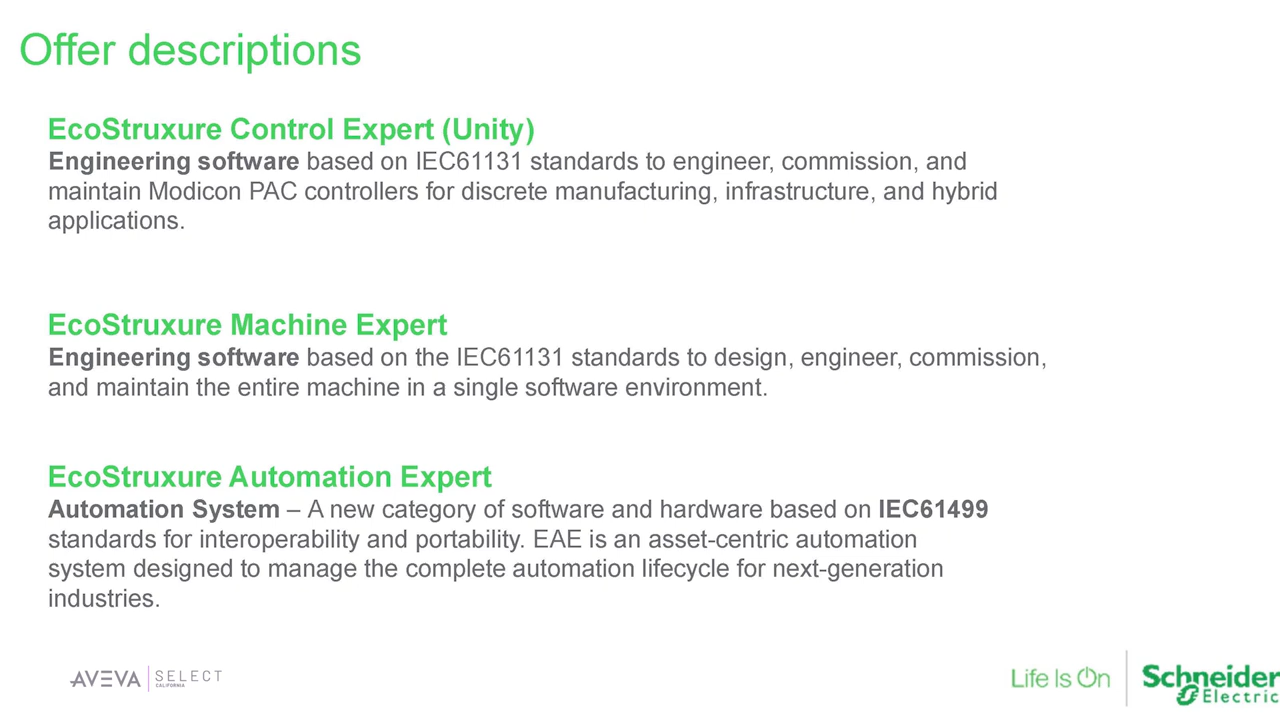 Offer descriptions
EcoStruxure Control Expert (Unity)
Engineering software based on IEC61131 standards to engineer, commission, and
maintain Modicon PAC controllers for discrete manufacturing, infrastructure, and hybrid
applications.
EcoStruxure Machine Expert
Engineering software based on the IEC61131 standards to design, engineer, commission,
and maintain the entire machine in a single software environment.
EcoStruxure Automation Expert
Automation System – A new category of software and hardware based on IEC61499
standards for interoperability and portability. EAE is an asset-centric automation
system designed to manage the complete automation lifecycle for next-generation
industries.
AVEVA SELECT
CALIFORNIA
Life Is On
Schneider
Electric